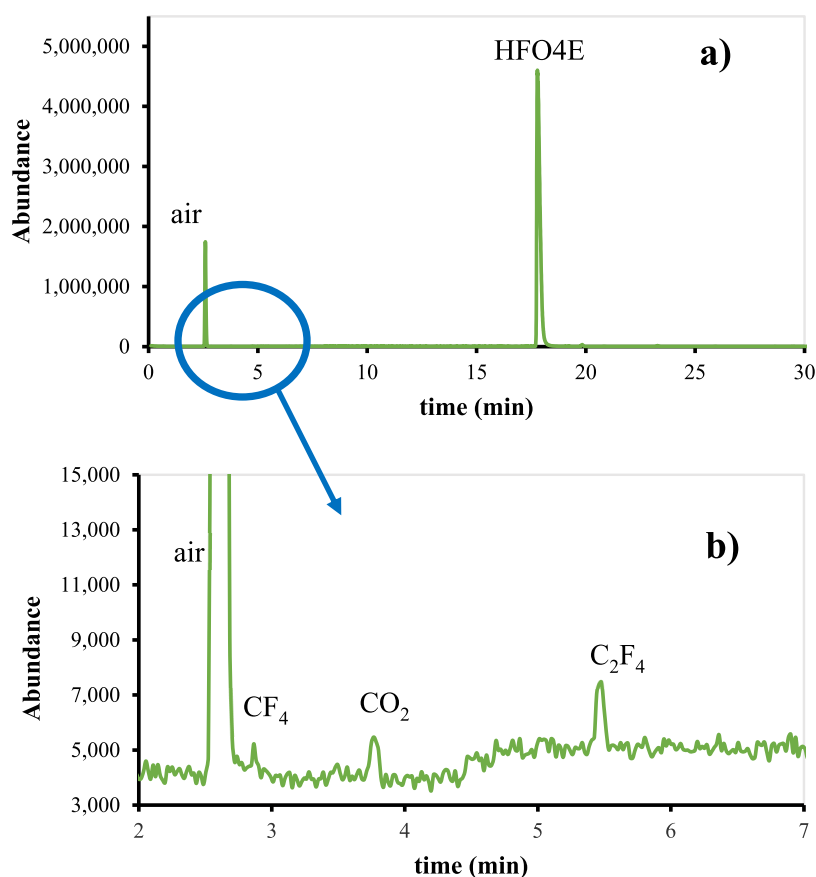 5,000,000
HFO4E
a)
4,000,000
3,000,000
air
2,000,000
1,000,000
0
Abundance
0 5 10 15 20 25 30
time (min)
15,000
13,000
air
b)
11,000
9,000
C₂F₄
7,000
CF₄
CO₂
5,000
3,000
Abundance
2 3 4 5 6 7
time (min)